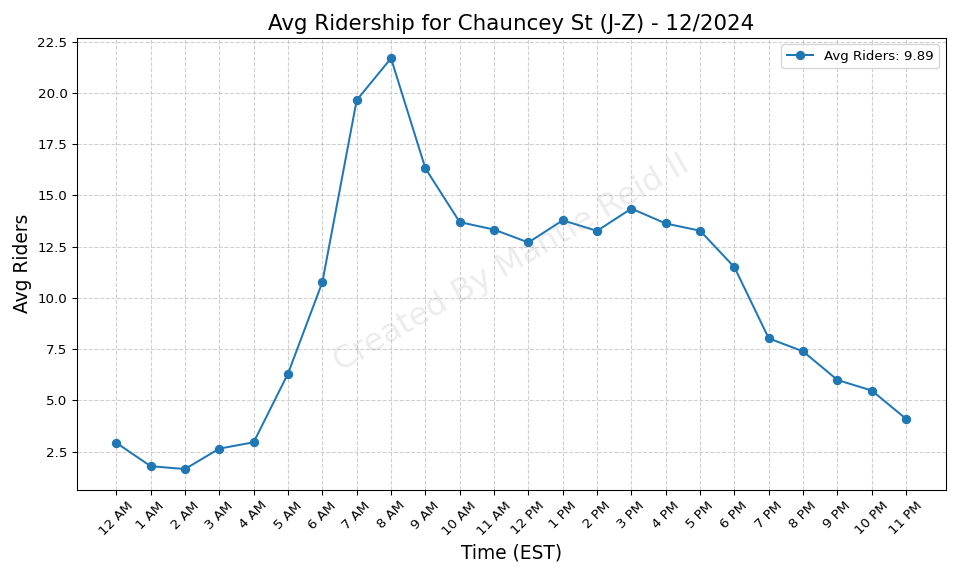 Avg Ridership for Chauncey St (J-Z) - 12/2024
Avg Riders: 9.89
22.5
20.0
17.5
15.0
12.5
10.0
7.5
5.0
2.5
Avg Riders
Created By Mantie Reid II
12 AM
1 AM
2 AM
3 AM
4 AM
5 AM
6 AM
7 AM
8 AM
9 AM
10 AM
11 AM
12 PM
1 PM
2 PM
3 PM
4 PM
5 PM
6 PM
7 PM
8 PM
9 PM
10 PM
11 PM
Time (EST)